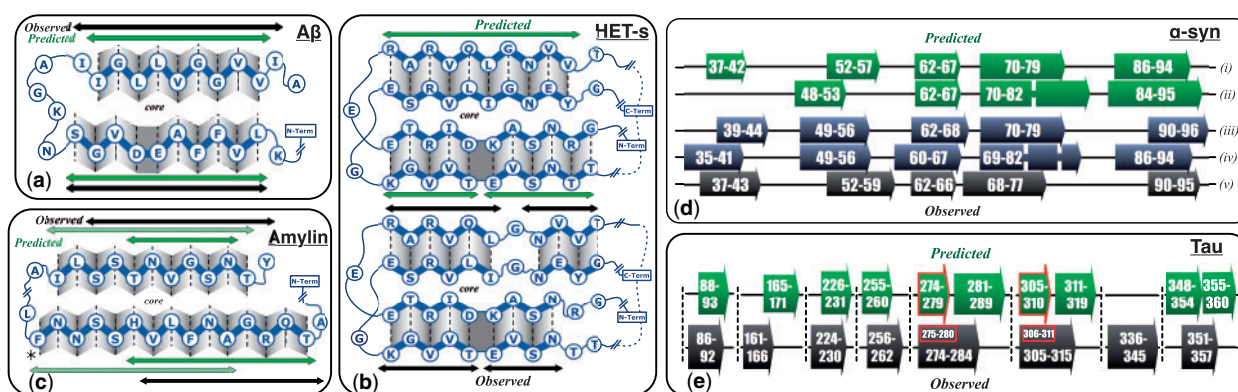 Observed
Aβ
Predicted
I G L V G V I
A
I L V G V A
G
core
K
S V A F L
N-Term
N G D E F V K
(a)
Predicted
HET-s
R R Q G V T
A V L N V
E R L I E G
S V I G N Y
E
core
C-Term
E T I D A S G
R K N R
N-Term
G
K V T E S T T
G V V N
R R Q L N V T
A V L G V
E R L I N Y G
S V I G E
E
C-Term
core
E T I D A S G
R K N R
N-Term
G
K V T E S T T
G V V N
(b)
Observed
Observed
Amylin
Predicted
I S N G N Y
L S T V S T
A
N-Term
core
L
N S H L N G Q A
F N S V F A R T
*
(c)
α-syn
Predicted
37-42 52-57 62-67 70-79 86-94 (i)
48-53 62-67 70-82 84-95 (ii)
39-44 49-56 62-68 70-79 90-96 (iii)
35-41 49-56 60-67 69-82 86-94 (iv)
37-43 52-59 62-66 68-77 90-95 (v)
(d)
Observed
Predicted
Tau
88-93 165-171 226-231 255-260 274-279 281-289 305-310 311-319 348-354 355-360
275-280 306-311
86-92 161-166 224-230 256-262 274-284 305-315 336-345 351-357
(e)
Observed